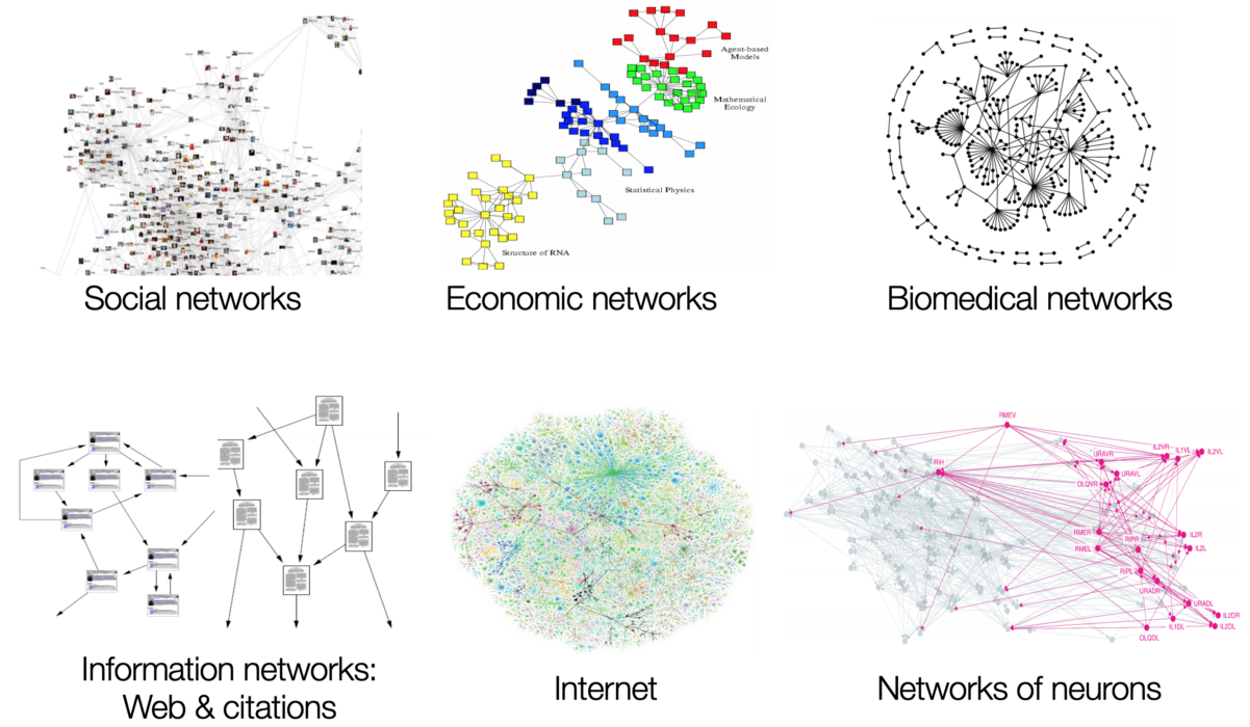 Agent-based
Models
Mathematical
Ecology
Statistical Physics
Structure of RNA
Social networks
Economic networks
Biomedical networks
RMEV
IL2VR
IL1VL
IL2VL
URAVR
RIH
URAVL
OLQVR
RMER
RIPR
IL2R
RMEL
IL2L
RIPL
URADR
URADL
IL2DR
IL1DL
IL2DL
OLQDL
Information networks:
Web & citations
Internet
Networks of neurons